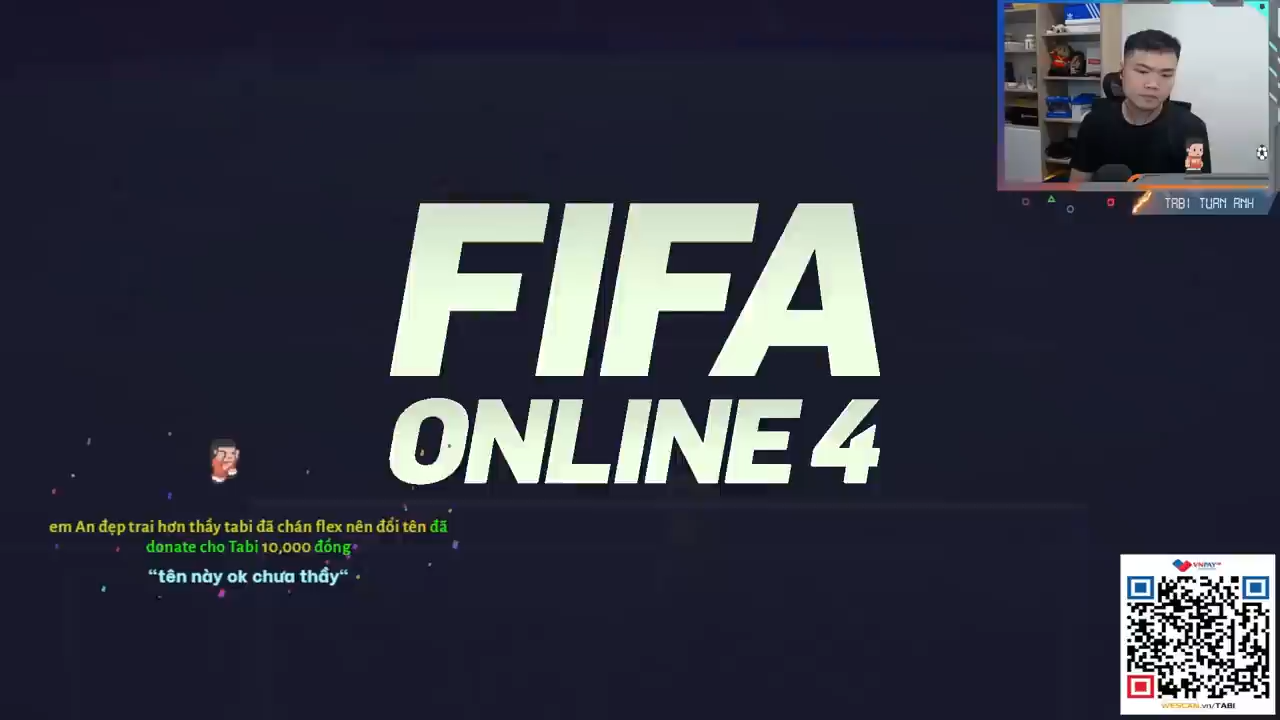 TABI TUAN ANH
FIFA
ONLINE 4
em An đẹp trai hơn thầy tabi đã chán flex nên đổi tên đã
donate cho Tabi 10,000 đồng
“tên này ok chưa thầy“
VNPAY
WESCAN.vn/TABI